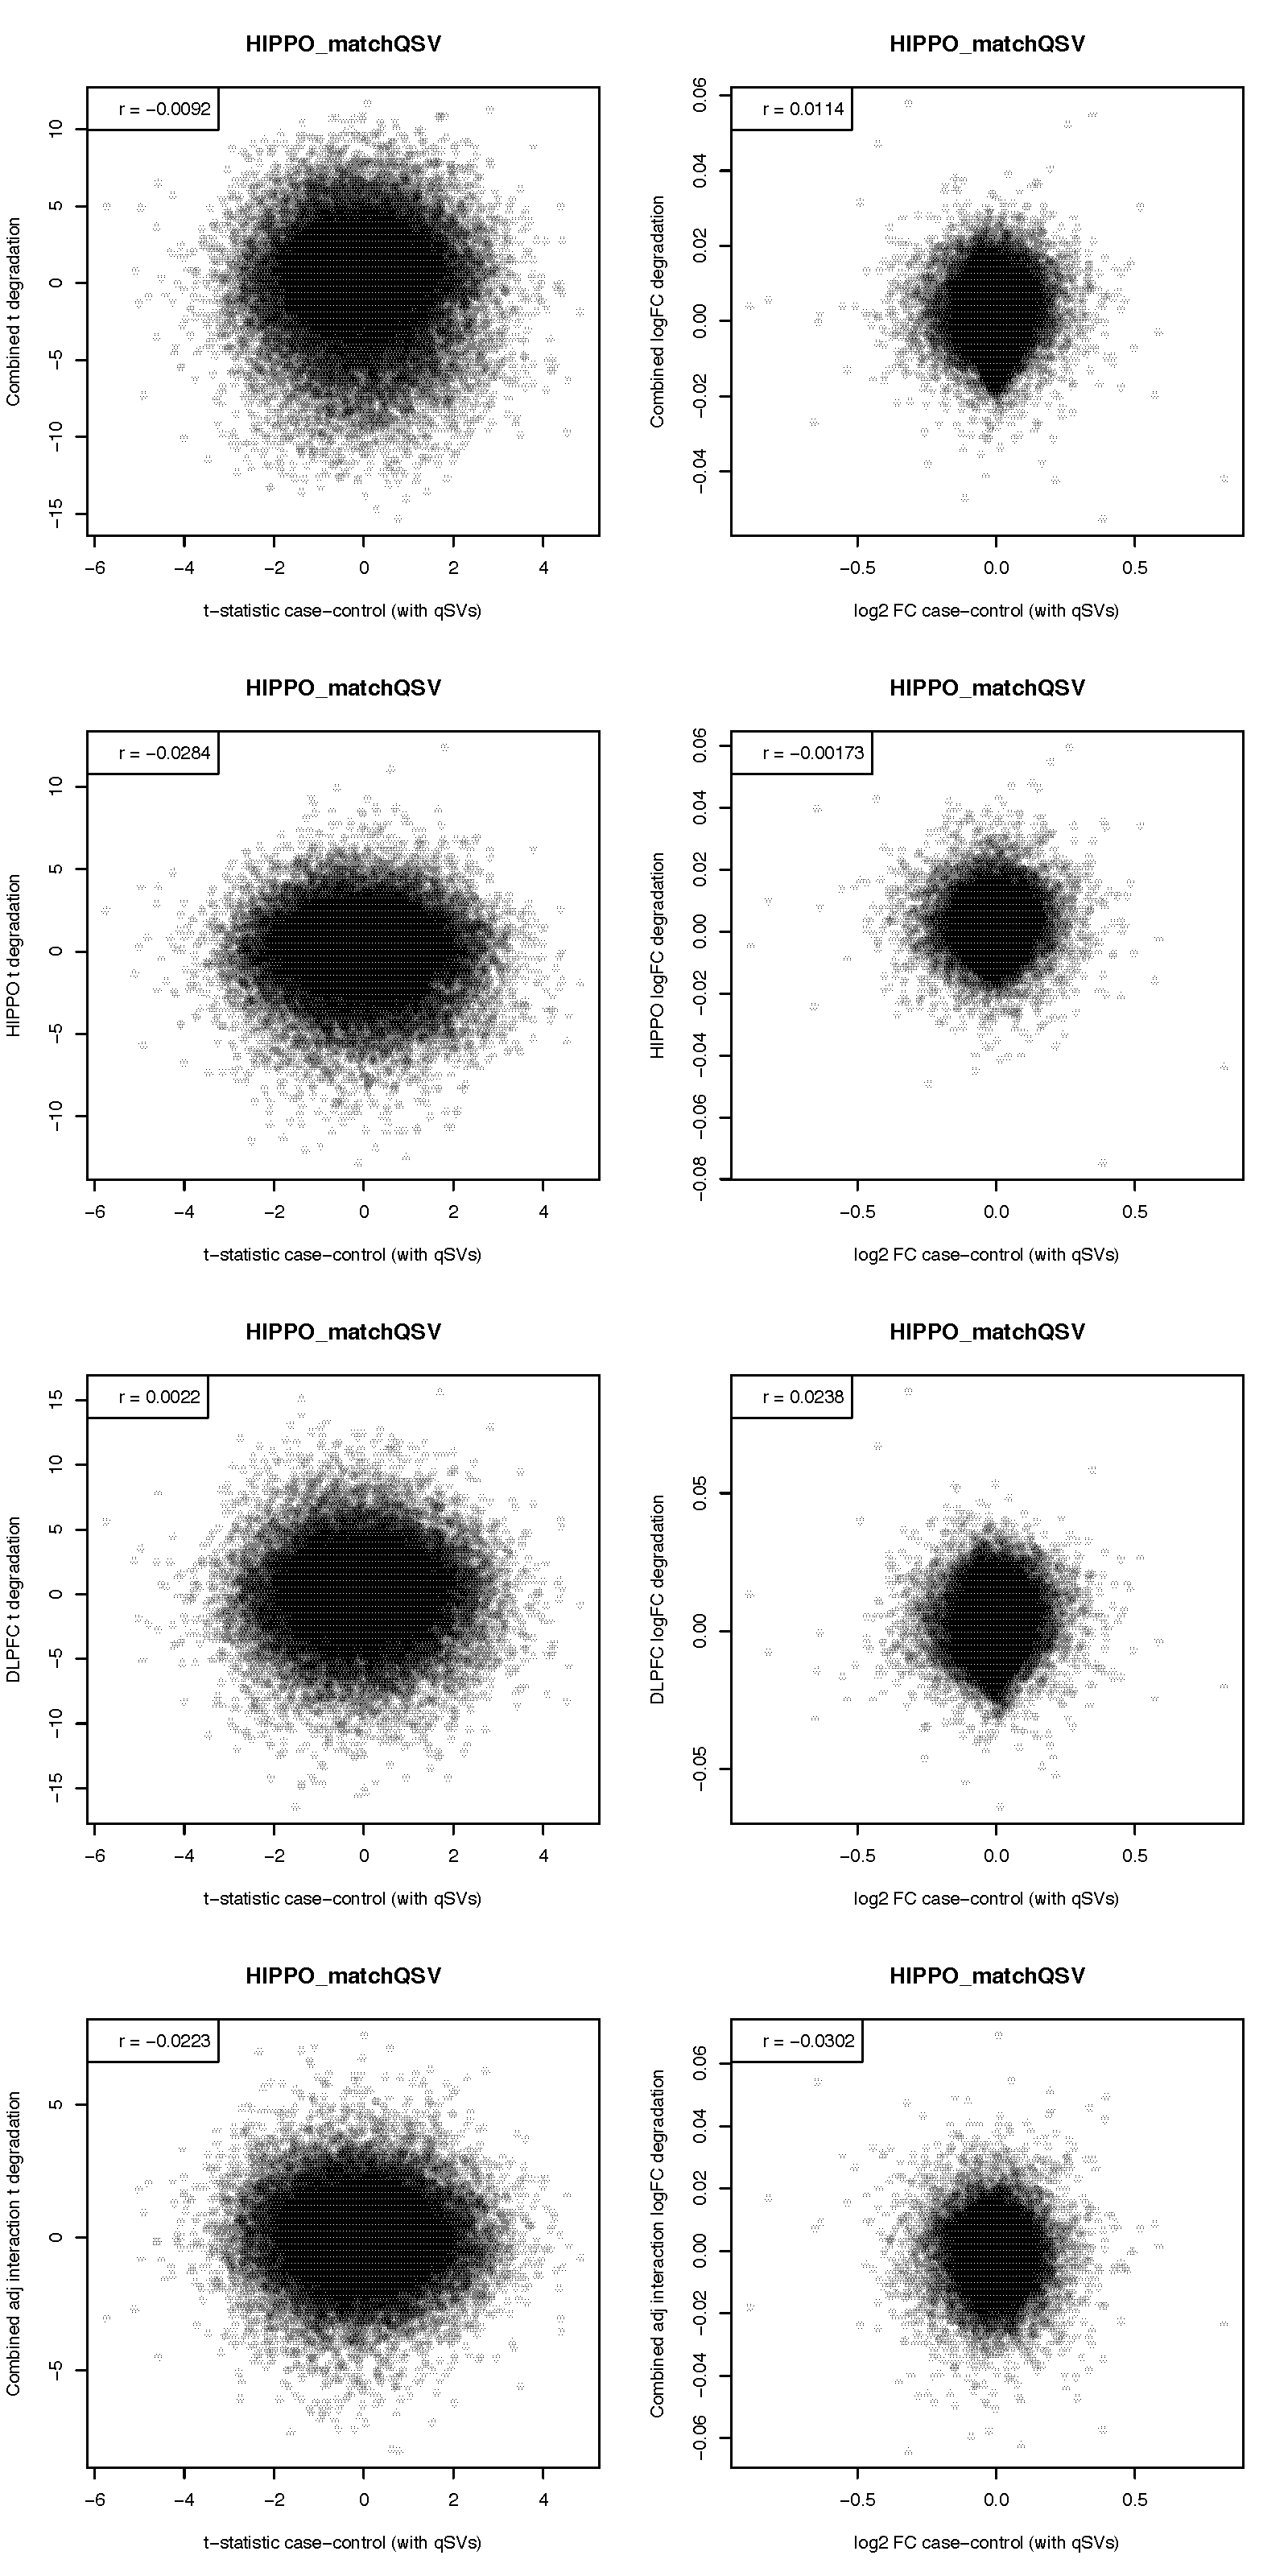 HIPPO_matchQSV
r = −0.0092
10
5
0
−5
−10
−15
Combined t degradation
−6 −4 −2 0 2 4
t−statistic case−control (with qSVs)
HIPPO_matchQSV
r = 0.0114
0.06
0.04
0.02
0.00
−0.02
−0.04
Combined logFC degradation
−0.5 0.0 0.5
log2 FC case−control (with qSVs)
HIPPO_matchQSV
r = −0.0284
10
5
0
−5
−10
HIPPO t degradation
−6 −4 −2 0 2 4
t−statistic case−control (with qSVs)
HIPPO_matchQSV
r = −0.00173
0.06
0.04
0.02
0.00
−0.02
−0.04
−0.06
−0.08
HIPPO logFC degradation
−0.5 0.0 0.5
log2 FC case−control (with qSVs)
HIPPO_matchQSV
r = 0.0022
15
10
5
0
−5
−10
−15
DLPFC t degradation
−6 −4 −2 0 2 4
t−statistic case−control (with qSVs)
HIPPO_matchQSV
r = 0.0238
0.05
0.00
−0.05
DLPFC logFC degradation
−0.5 0.0 0.5
log2 FC case−control (with qSVs)
HIPPO_matchQSV
r = −0.0223
5
0
−5
Combined adj interaction t degradation
−6 −4 −2 0 2 4
t−statistic case−control (with qSVs)
HIPPO_matchQSV
r = −0.0302
0.06
0.04
0.02
0.00
−0.02
−0.04
−0.06
Combined adj interaction logFC degradation
−0.5 0.0 0.5
log2 FC case−control (with qSVs)